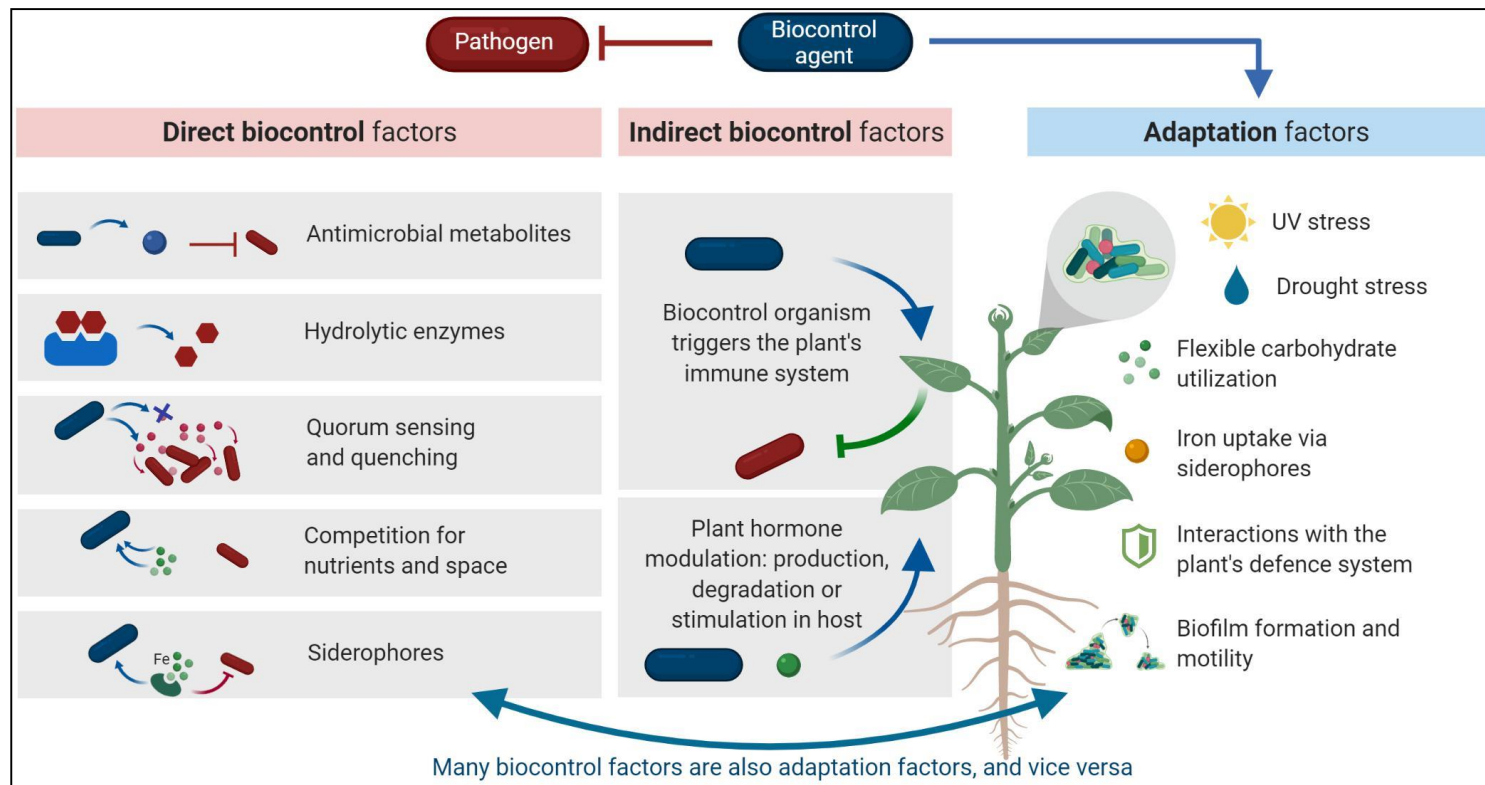 Pathogen
Biocontrol
agent
Direct biocontrol factors
Indirect biocontrol factors
Adaptation factors
Antimicrobial metabolites
Hydrolytic enzymes
Quorum sensing
and quenching
Competition for
nutrients and space
Fe
Siderophores
Biocontrol organism
triggers the plant's
immune system
Plant hormone
modulation: production,
degradation or
stimulation in host
UV stress
Drought stress
Flexible carbohydrate
utilization
Iron uptake via
siderophores
Interactions with the
plant's defence system
Biofilm formation and
motility
Many biocontrol factors are also adaptation factors, and vice versa